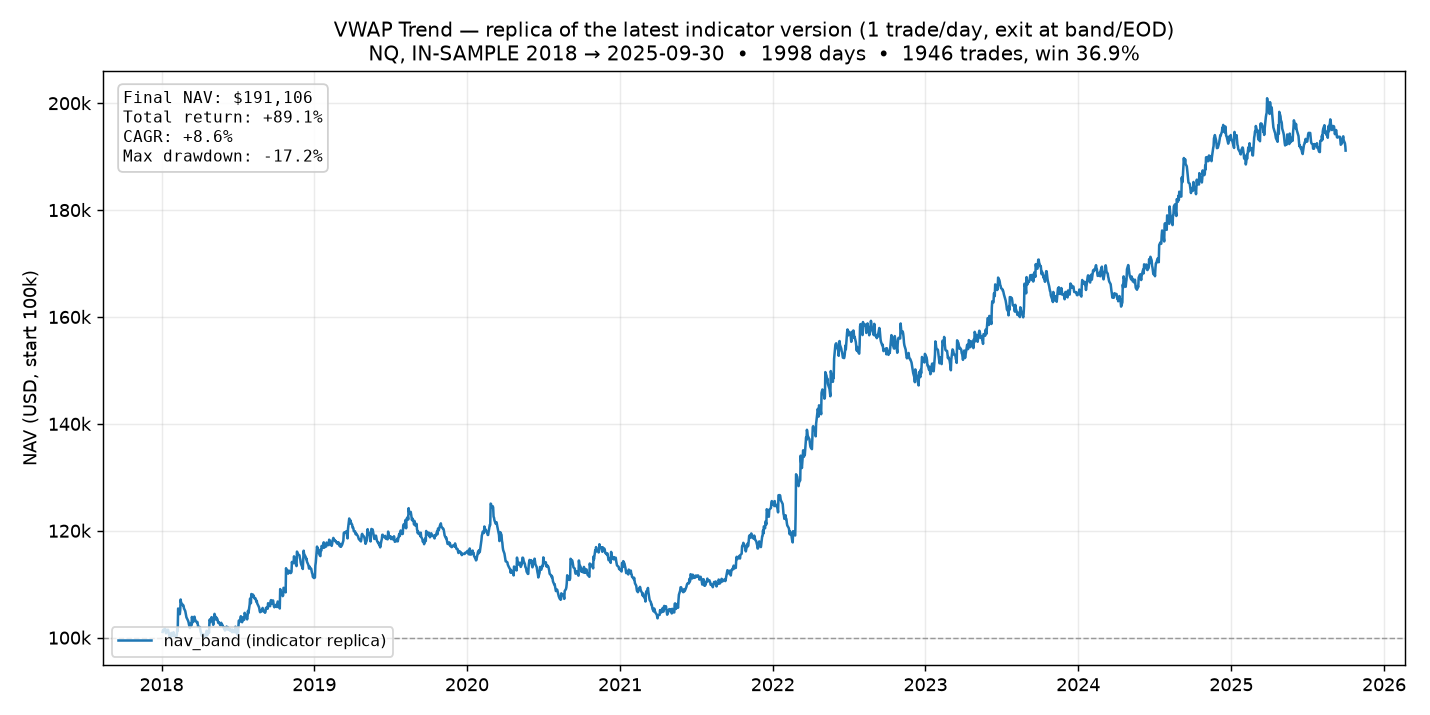 VWAP Trend — replica of the latest indicator version (1 trade/day, exit at band/EOD)
NQ, IN-SAMPLE 2018 → 2025-09-30 • 1998 days • 1946 trades, win 36.9%
Final NAV: $191,106
Total return: +89.1%
CAGR: +8.6%
Max drawdown: -17.2%
NAV (USD, start 100k)
200k
180k
160k
140k
120k
100k
nav_band (indicator replica)
2018
2019
2020
2021
2022
2023
2024
2025
2026